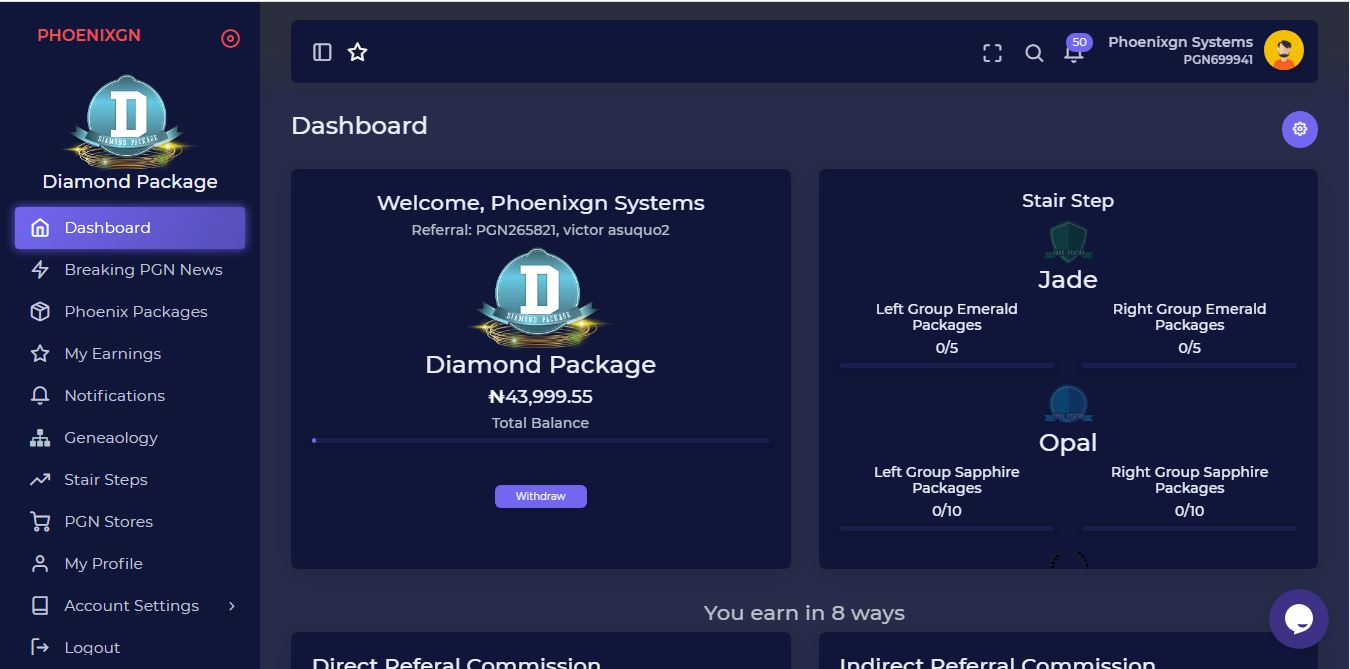 PHOENIXGN
D
DIAMOND PACKAGE
Diamond Package
Dashboard
Breaking PGN News
Phoenix Packages
My Earnings
Notifications
Geneaology
Stair Steps
PGN Stores
My Profile
Account Settings
Logout
50
Phoenixgn Systems
PGN699941
Dashboard
Welcome, Phoenixgn Systems
Referral: PGN265821, victor asuquo2
D
DIAMOND PACKAGE
Diamond Package
₦43,999.55
Total Balance
Withdraw
Stair Step
JADE STATUS
Jade
Left Group Emerald
Packages
0/5
Right Group Emerald
Packages
0/5
OPAL STATUS
Opal
Left Group Sapphire
Packages
0/10
Right Group Sapphire
Packages
0/10
You earn in 8 ways
Direct Referal Commission
Indirect Referral Commission